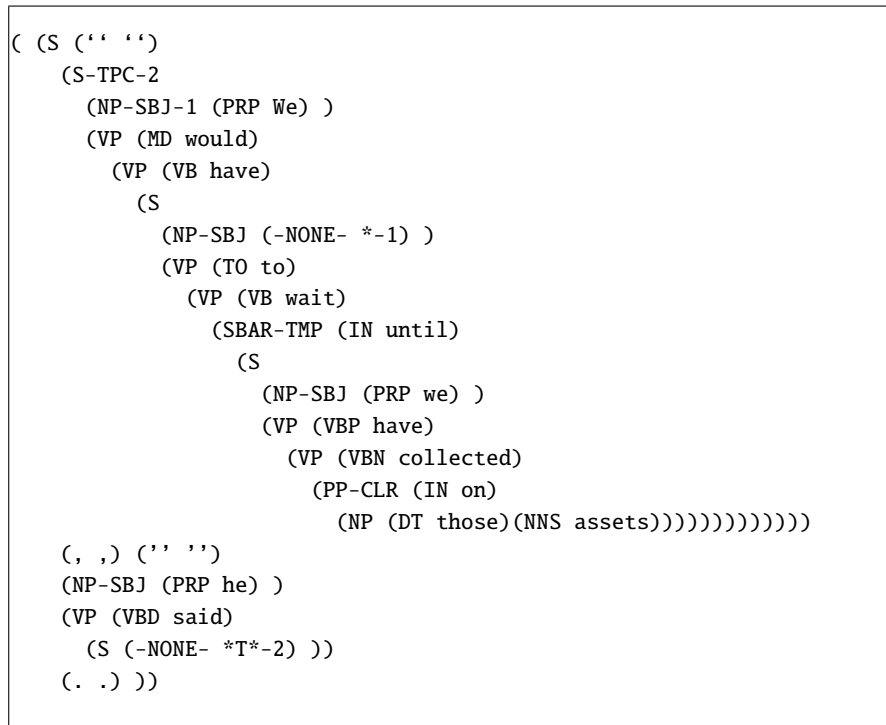 ( (S (‘‘ ‘‘)
(S-TPC-2
(NP-SBJ-1 (PRP We) )
(VP (MD would)
(VP (VB have)
(S
(NP-SBJ (-NONE- *-1) )
(VP (TO to)
(VP (VB wait)
(SBAR-TMP (IN until)
(S
(NP-SBJ (PRP we) )
(VP (VBP have)
(VP (VBN collected)
(PP-CLR (IN on)
(NP (DT those)(NNS assets)))))))))))))
(, ,) (’’ ’’)
(NP-SBJ (PRP he) )
(VP (VBD said)
(S (-NONE- *T*-2) ))
(. .) ))